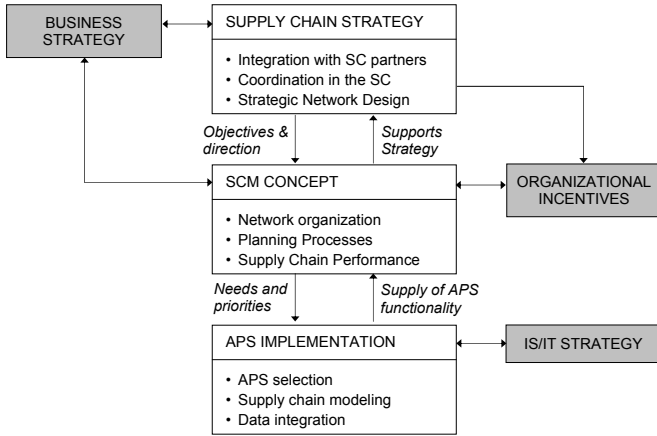 BUSINESS
STRATEGY
SUPPLY CHAIN STRATEGY
• Integration with SC partners
• Coordination in the SC
• Strategic Network Design
Objectives &
direction
Supports
Strategy
SCM CONCEPT
• Network organization
• Planning Processes
• Supply Chain Performance
ORGANIZATIONAL
INCENTIVES
Needs and
priorities
Supply of APS
functionality
APS IMPLEMENTATION
• APS selection
• Supply chain modeling
• Data integration
IS/IT STRATEGY